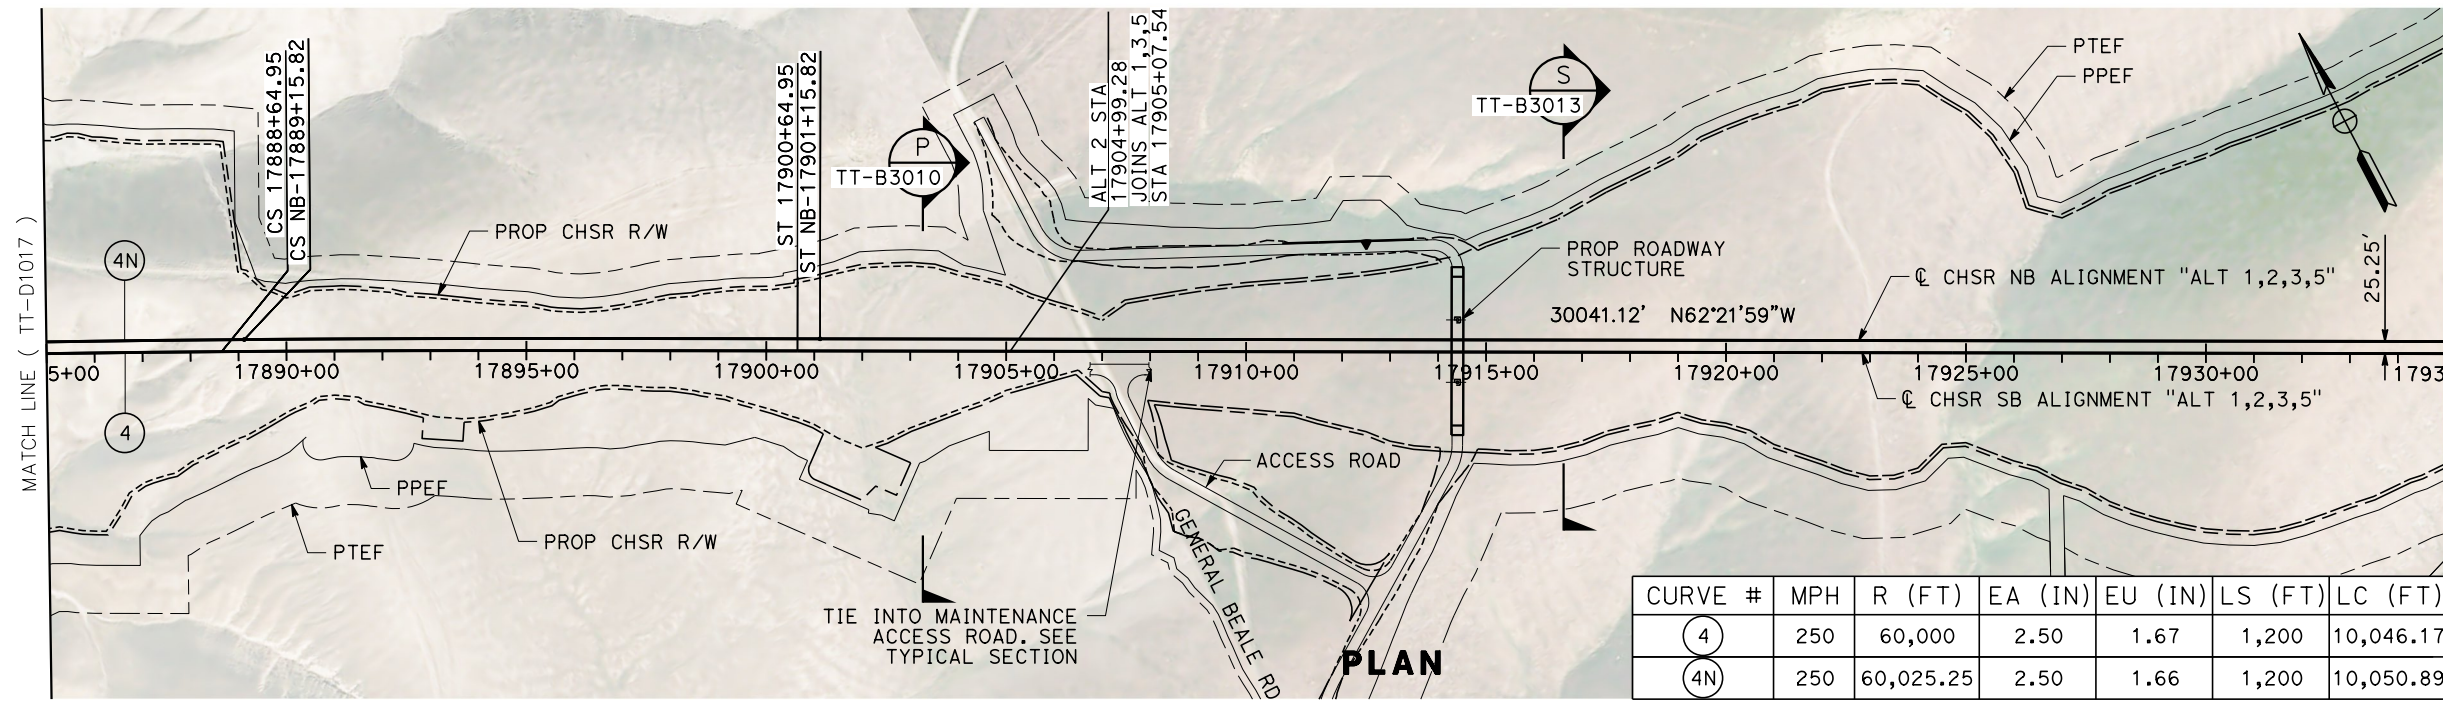 MATCH LINE ( TT-D1017 )
CS 17888+64.95
CS NB-17889+15.82
ST 17900+64.95
ST NB-17901+15.82
P
TT-B3010
ALT 2 STA
17904+99.28
JOINS ALT 1,3,5
STA 17905+07.54
S
TT-B3013
PTEF
PPEF
4N
PROP CHSR R/W
PROP ROADWAY
STRUCTURE
30041.12' N62°21'59"W
℄ CHSR NB ALIGNMENT "ALT 1,2,3,5"
25.25'
5+00 17890+00 17895+00 17900+00 17905+00 17910+00 17915+00 17920+00 17925+00 17930+00 1793
℄ CHSR SB ALIGNMENT "ALT 1,2,3,5"
4
PPEF
PTEF
PROP CHSR R/W
ACCESS ROAD
GENERAL BEALE RD
TIE INTO MAINTENANCE
ACCESS ROAD. SEE
TYPICAL SECTION
PLAN
CURVE # MPH R (FT) EA (IN) EU (IN) LS (FT) LC (FT)
4 250 60,000 2.50 1.67 1,200 10,046.17
4N 250 60,025.25 2.50 1.66 1,200 10,050.89